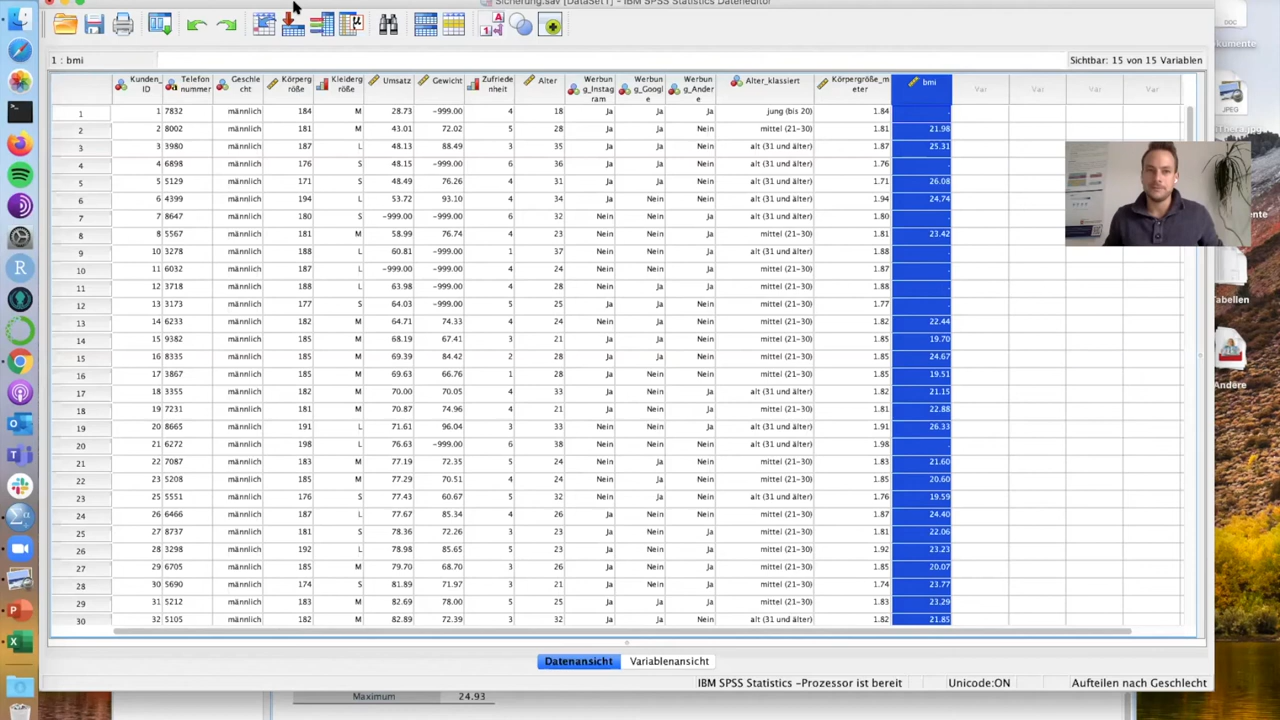 Sicherung.sav [DataSet1] - IBM SPSS Statistics Dateneditor
1 : bmi
Sichtbar: 15 von 15 Variablen
Kunden_ID Telefonnummer Geschlecht Körpergröße Kleidergröße Umsatz Gewicht Zufriedenheit Alter Werbung_Instagram Werbung_Google Werbung_Andere Alter_klassiert Körpergröße_meter bmi Var Var Var Var
1 1 7832 männlich 184 M 28.73 -999.00 4 18 Ja Ja Ja jung (bis 20) 1.84 .
2 2 8002 männlich 181 M 43.01 72.02 5 28 Ja Ja Nein mittel (21-30) 1.81 21.98
3 3 3980 männlich 187 L 48.13 88.49 3 35 Ja Nein Ja alt (31 und älter) 1.87 25.31
4 4 6898 männlich 176 S 48.15 -999.00 6 36 Ja Nein Nein alt (31 und älter) 1.76 .
5 5 5129 männlich 171 S 48.49 76.26 4 31 Ja Nein Nein alt (31 und älter) 1.71 26.08
6 6 4399 männlich 194 L 53.72 93.10 4 34 Ja Ja Nein alt (31 und älter) 1.94 24.74
7 7 8647 männlich 180 S -999.00 -999.00 6 32 Nein Nein Ja alt (31 und älter) 1.80 .
8 8 5567 männlich 181 M 58.99 76.74 4 23 Nein Ja Nein mittel (21-30) 1.81 23.42
9 10 3278 männlich 188 L 60.81 -999.00 1 37 Nein Nein Ja alt (31 und älter) 1.88 .
10 11 6032 männlich 187 L -999.00 -999.00 4 24 Nein Nein Nein mittel (21-30) 1.87 .
11 12 3718 männlich 188 L 63.98 -999.00 4 28 Nein Nein Ja mittel (21-30) 1.88 .
12 13 3173 männlich 177 S 64.03 -999.00 5 25 Ja Ja Nein mittel (21-30) 1.77 .
13 14 6233 männlich 182 M 64.71 74.33 4 24 Nein Ja Nein mittel (21-30) 1.82 22.44
14 15 9382 männlich 185 M 68.19 67.41 3 21 Ja Nein Ja mittel (21-30) 1.85 19.70
15 16 8335 männlich 185 M 69.39 84.42 2 28 Ja Nein Ja mittel (21-30) 1.85 24.67
16 17 3867 männlich 185 M 69.63 66.76 1 28 Ja Nein Nein mittel (21-30) 1.85 19.51
17 18 3355 männlich 182 M 70.00 70.05 4 33 Ja Nein Ja alt (31 und älter) 1.82 21.15
18 19 7231 männlich 181 M 70.87 74.96 4 21 Ja Nein Nein mittel (21-30) 1.81 22.88
19 20 8665 männlich 191 L 71.61 96.04 3 33 Ja Nein Nein alt (31 und älter) 1.91 26.33
20 21 6272 männlich 198 L 76.63 -999.00 6 38 Nein Ja Nein alt (31 und älter) 1.98 .
21 22 7087 männlich 183 M 77.19 72.35 4 24 Nein Ja Nein mittel (21-30) 1.83 21.60
22 23 5208 männlich 185 M 77.29 70.51 4 24 Ja Nein Nein mittel (21-30) 1.85 20.60
23 25 5551 männlich 176 S 77.43 60.67 5 32 Nein Ja Nein alt (31 und älter) 1.76 19.59
24 26 6466 männlich 187 L 77.67 85.34 4 26 Ja Nein Ja mittel (21-30) 1.87 24.40
25 27 8737 männlich 181 M 78.36 72.26 3 23 Ja Ja Nein mittel (21-30) 1.81 22.06
26 28 3298 männlich 192 L 78.98 85.65 5 23 Ja Nein Nein mittel (21-30) 1.92 23.23
27 29 6705 männlich 185 M 79.70 68.70 3 26 Ja Nein Ja mittel (21-30) 1.85 20.07
28 30 5690 männlich 174 S 81.89 71.97 3 21 Ja Nein Ja mittel (21-30) 1.74 23.77
29 31 5212 männlich 183 M 82.69 78.00 5 25 Ja Ja Ja mittel (21-30) 1.83 23.29
30 32 5105 männlich 182 M 82.89 72.39 3 32 Ja Ja Nein alt (31 und älter) 1.82 21.85
Datenansicht Variablenansicht
IBM SPSS Statistics -Prozessor ist bereit Unicode:ON Aufteilen nach Geschlecht
Maximum 24.93
JPEG
Tabellen
Andere